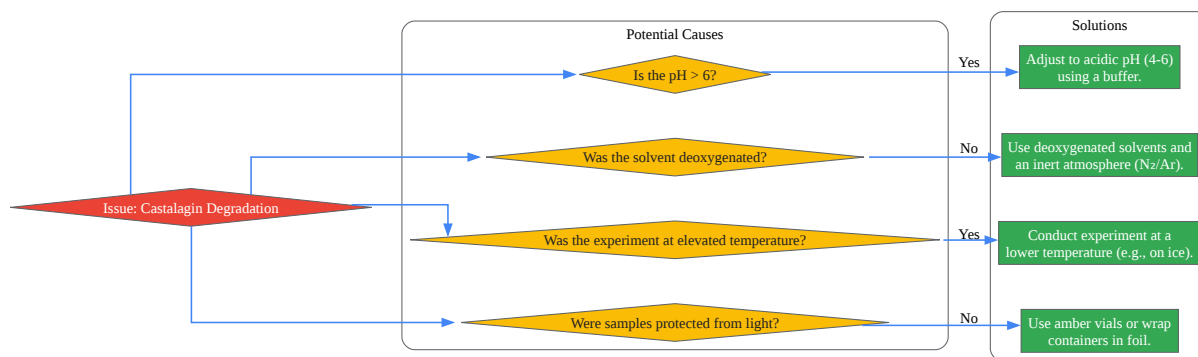 Potential Causes
Solutions
Is the pH > 6?
Yes
Adjust to acidic pH (4-6)
using a buffer.
Was the solvent deoxygenated?
No
Use deoxygenated solvents and
an inert atmosphere (N₂/Ar).
Issue: Castalagin Degradation
Was the experiment at elevated temperature?
Yes
Conduct experiment at a
lower temperature (e.g., on ice).
Were samples protected from light?
No
Use amber vials or wrap
containers in foil.